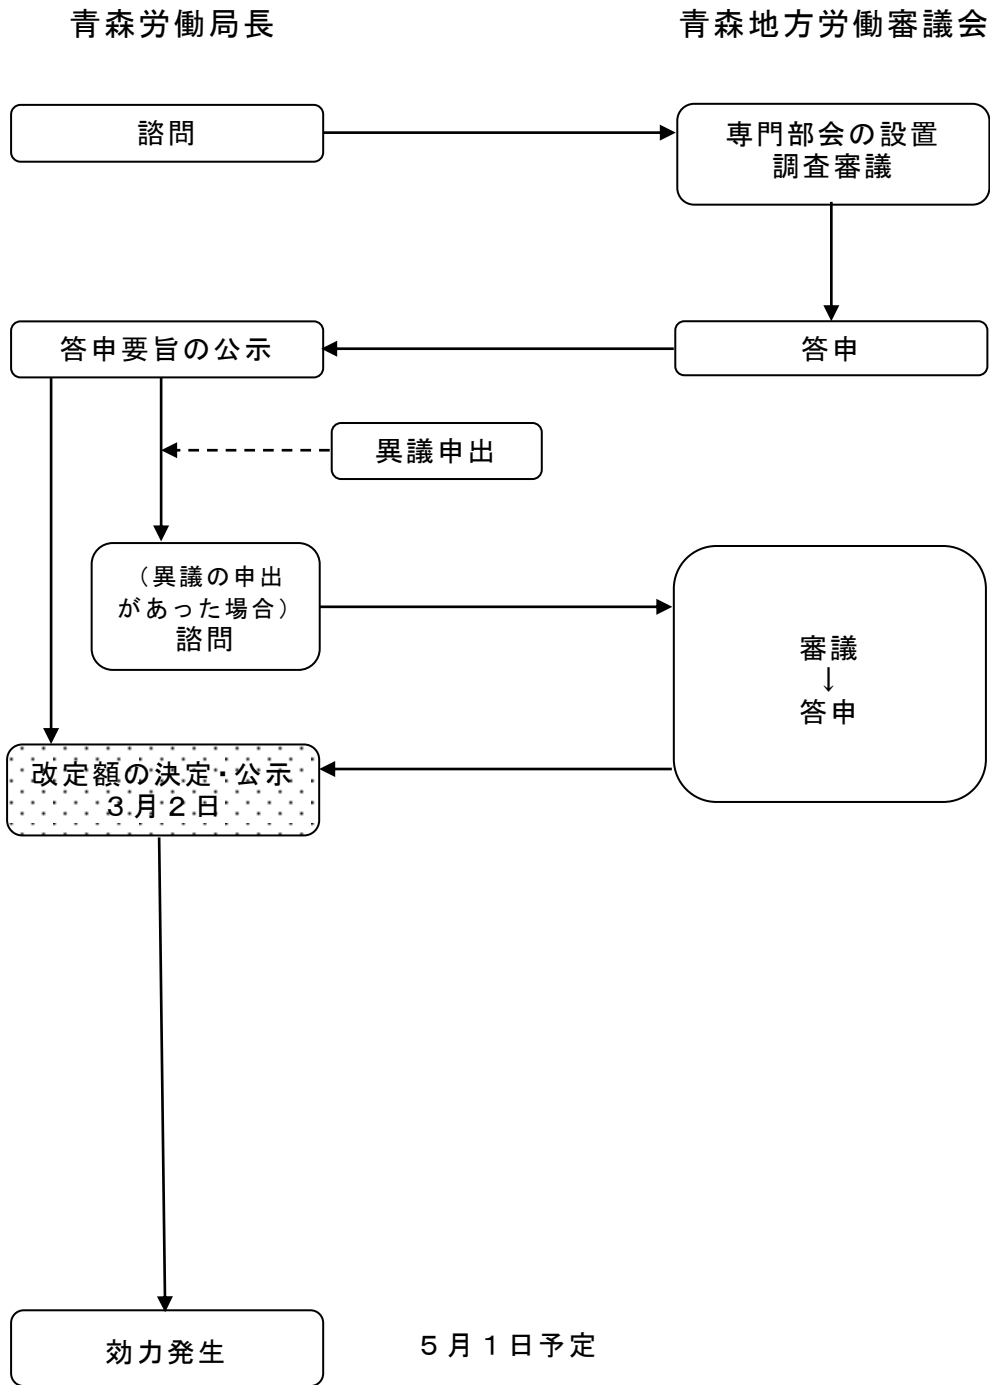 青森労働局長
青森地方労働審議会
諮問
専門部会の設置
調査審議
答申要旨の公示
答申
異議申出
（異議の申出
があった場合）
諮問
審議
↓
答申
改定額の決定・公示
３月２日
効力発生
５月１日予定